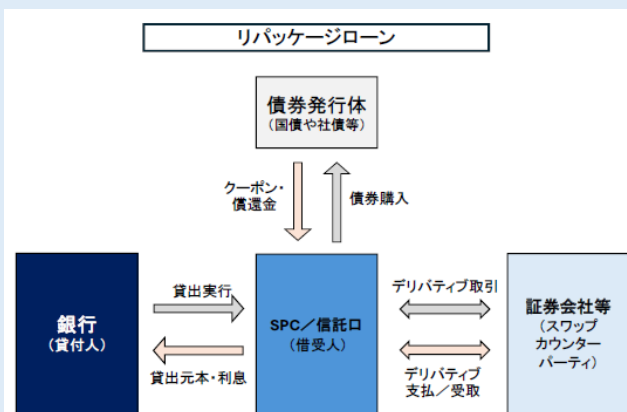 リパッケージローン
債券発行体
（国債や社債等）
クーポン・
償還金
債券購入
銀行
（貸付人）
貸出実行
貸出元本・利息
SPC／信託口
（借受人）
デリバティブ取引
デリバティブ
支払／受取
証券会社等
（スワップ
カウンター
パーティ）